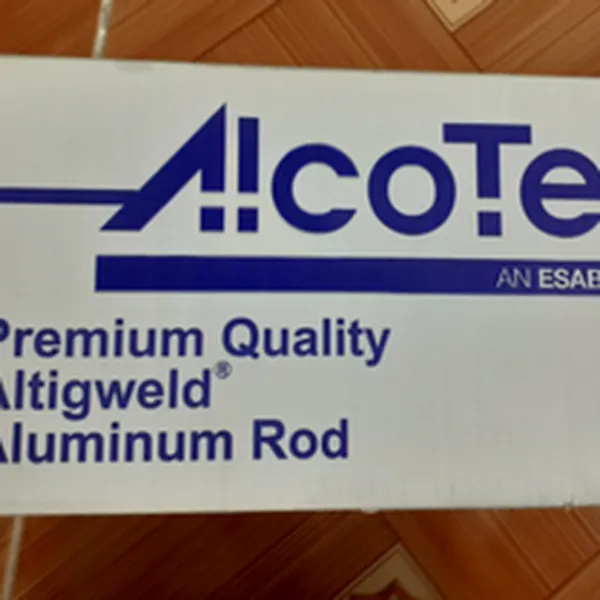 AlcoTe
AN ESAB
Premium Quality
Altigweld®
Aluminum Rod